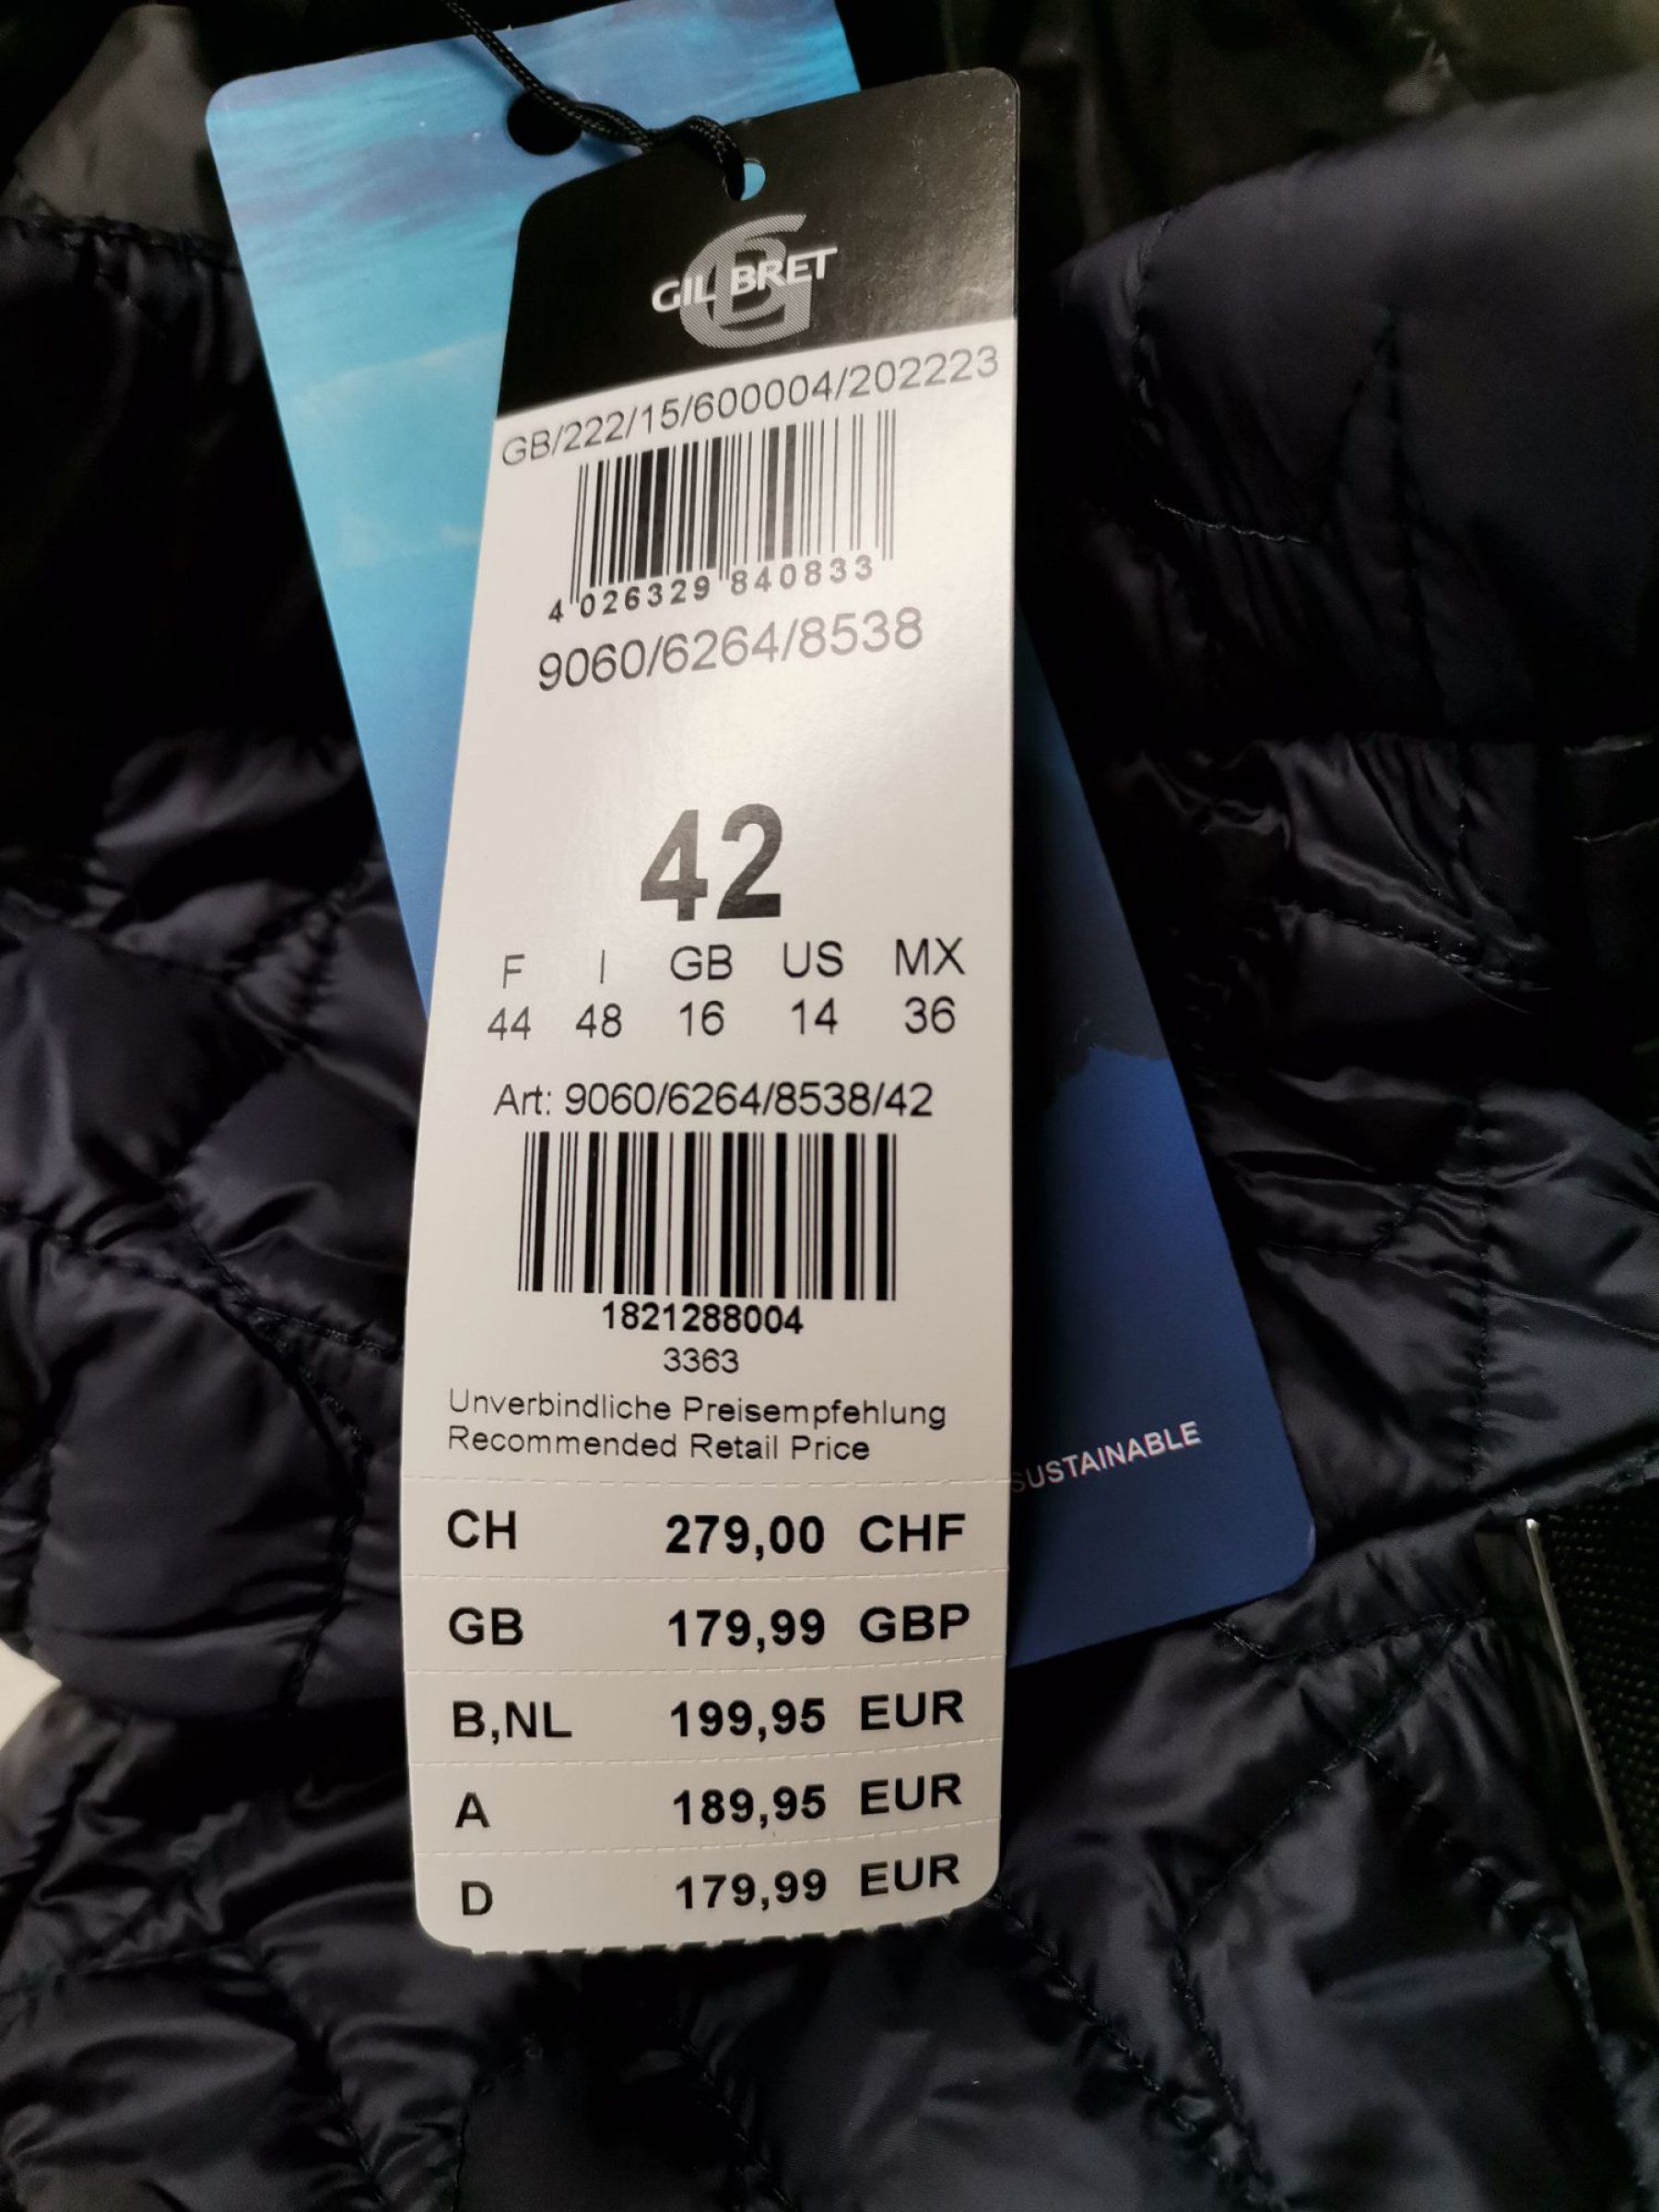 GIL BRET
GB/222/15/600004/202223
4 026329 840833
9060/6264/8538
42
F I GB US MX
44 48 16 14 36
Art: 9060/6264/8538/42
1821288004
3363
Unverbindliche Preisempfehlung
Recommended Retail Price
CH 279,00 CHF
GB 179,99 GBP
B,NL 199,95 EUR
A 189,95 EUR
D 179,99 EUR
SUSTAINABLE